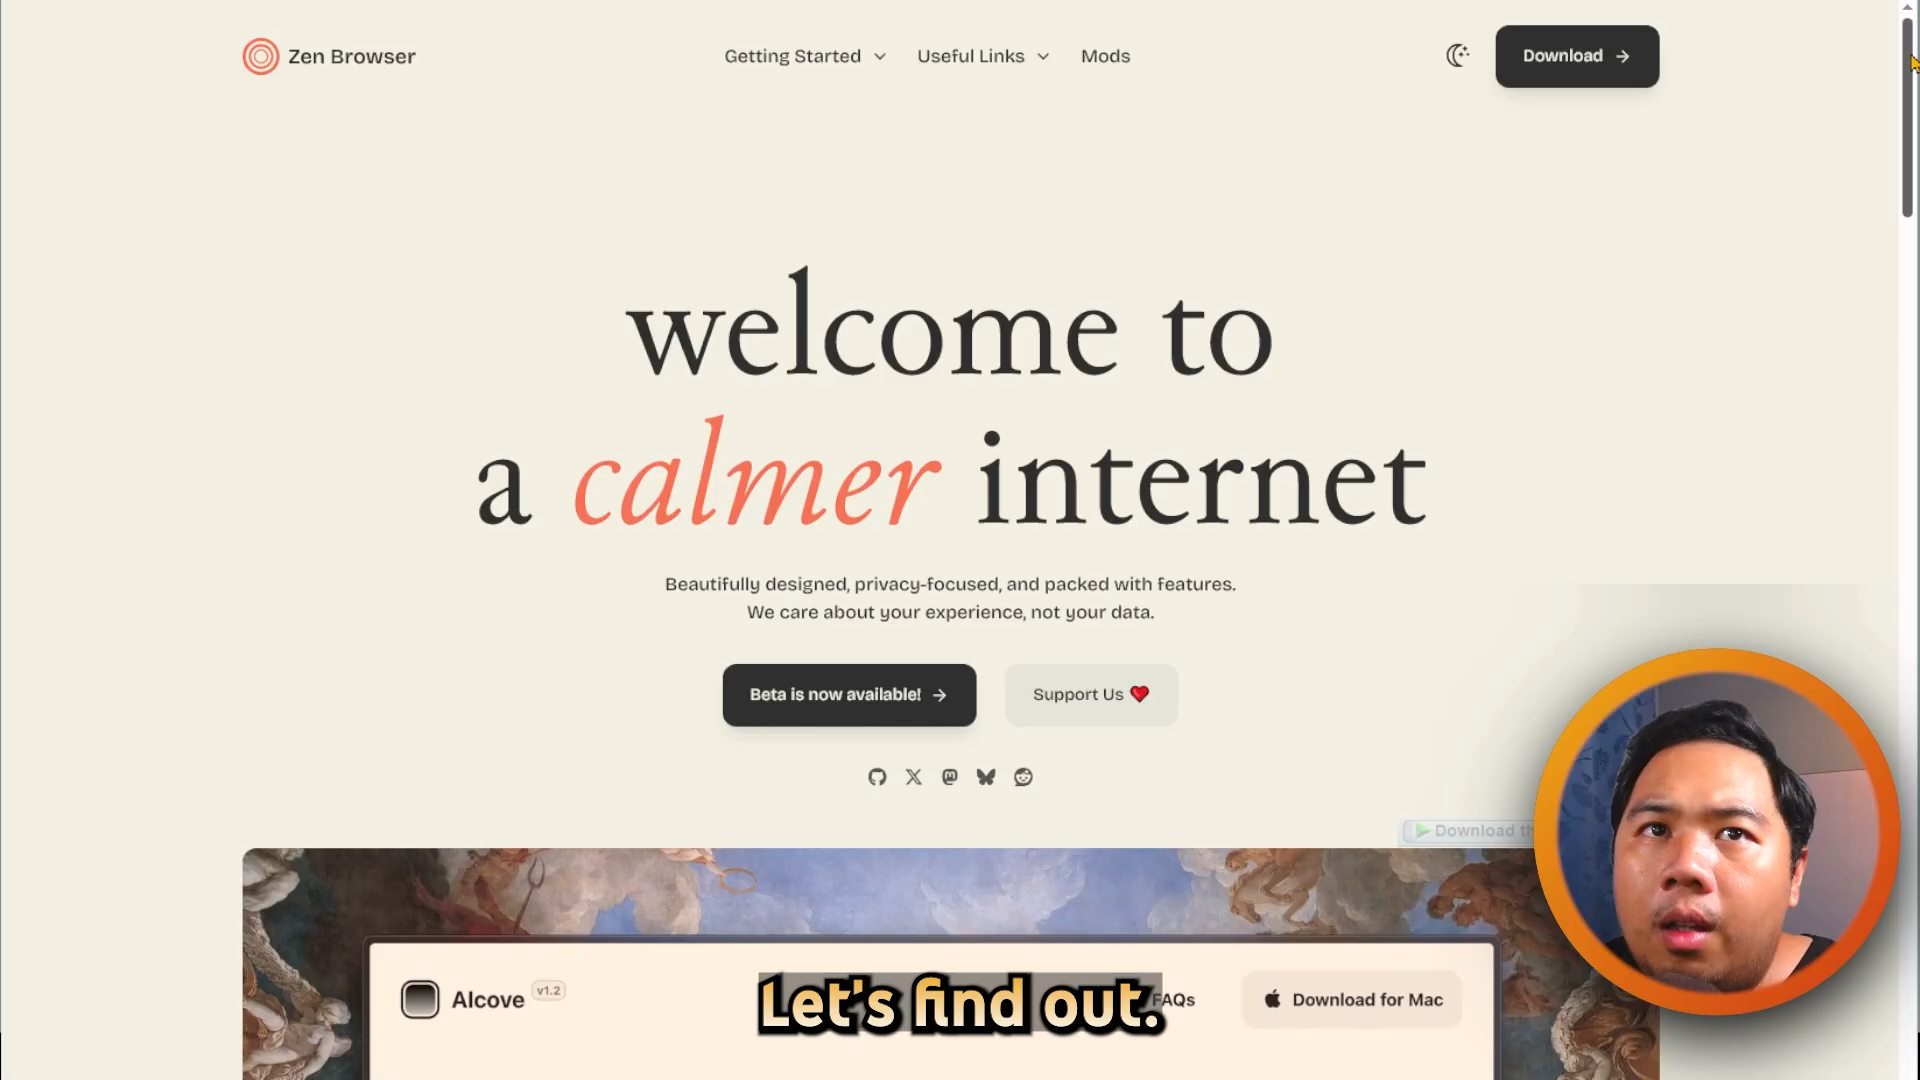 Zen Browser
Getting Started
Useful Links
Mods
Download
welcome to
a calmer internet
Beautifully designed, privacy-focused, and packed with features.
We care about your experience, not your data.
Beta is now available!
Support Us
Download
Alcove v1.2
FAQs
Download for Mac
Let's find out.